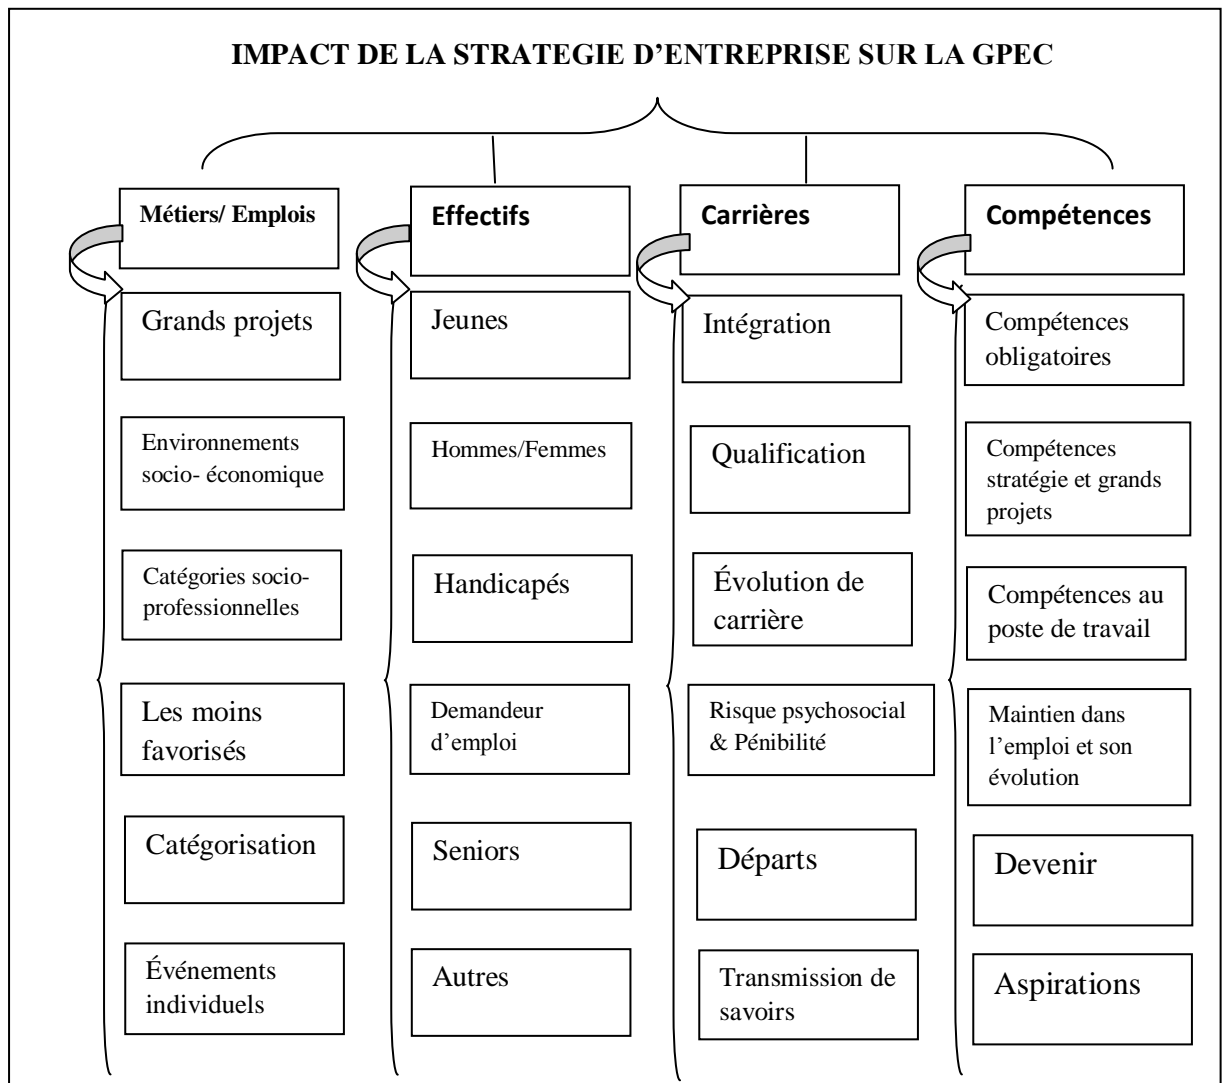 IMPACT DE LA STRATEGIE D’ENTREPRISE SUR LA GPEC
Métiers/ Emplois
Grands projets
Environnements
socio- économique
Catégories socio-
professionnelles
Les moins
favorisés
Catégorisation
Événements
individuels
Effectifs
Jeunes
Hommes/Femmes
Handicapés
Demandeur
d’emploi
Seniors
Autres
Carrières
Intégration
Qualification
Évolution de
carrière
Risque psychosocial
& Pénibilité
Départs
Transmission de
savoirs
Compétences
Compétences
obligatoires
Compétences
stratégie et grands
projets
Compétences au
poste de travail
Maintien dans
l’emploi et son
évolution
Devenir
Aspirations